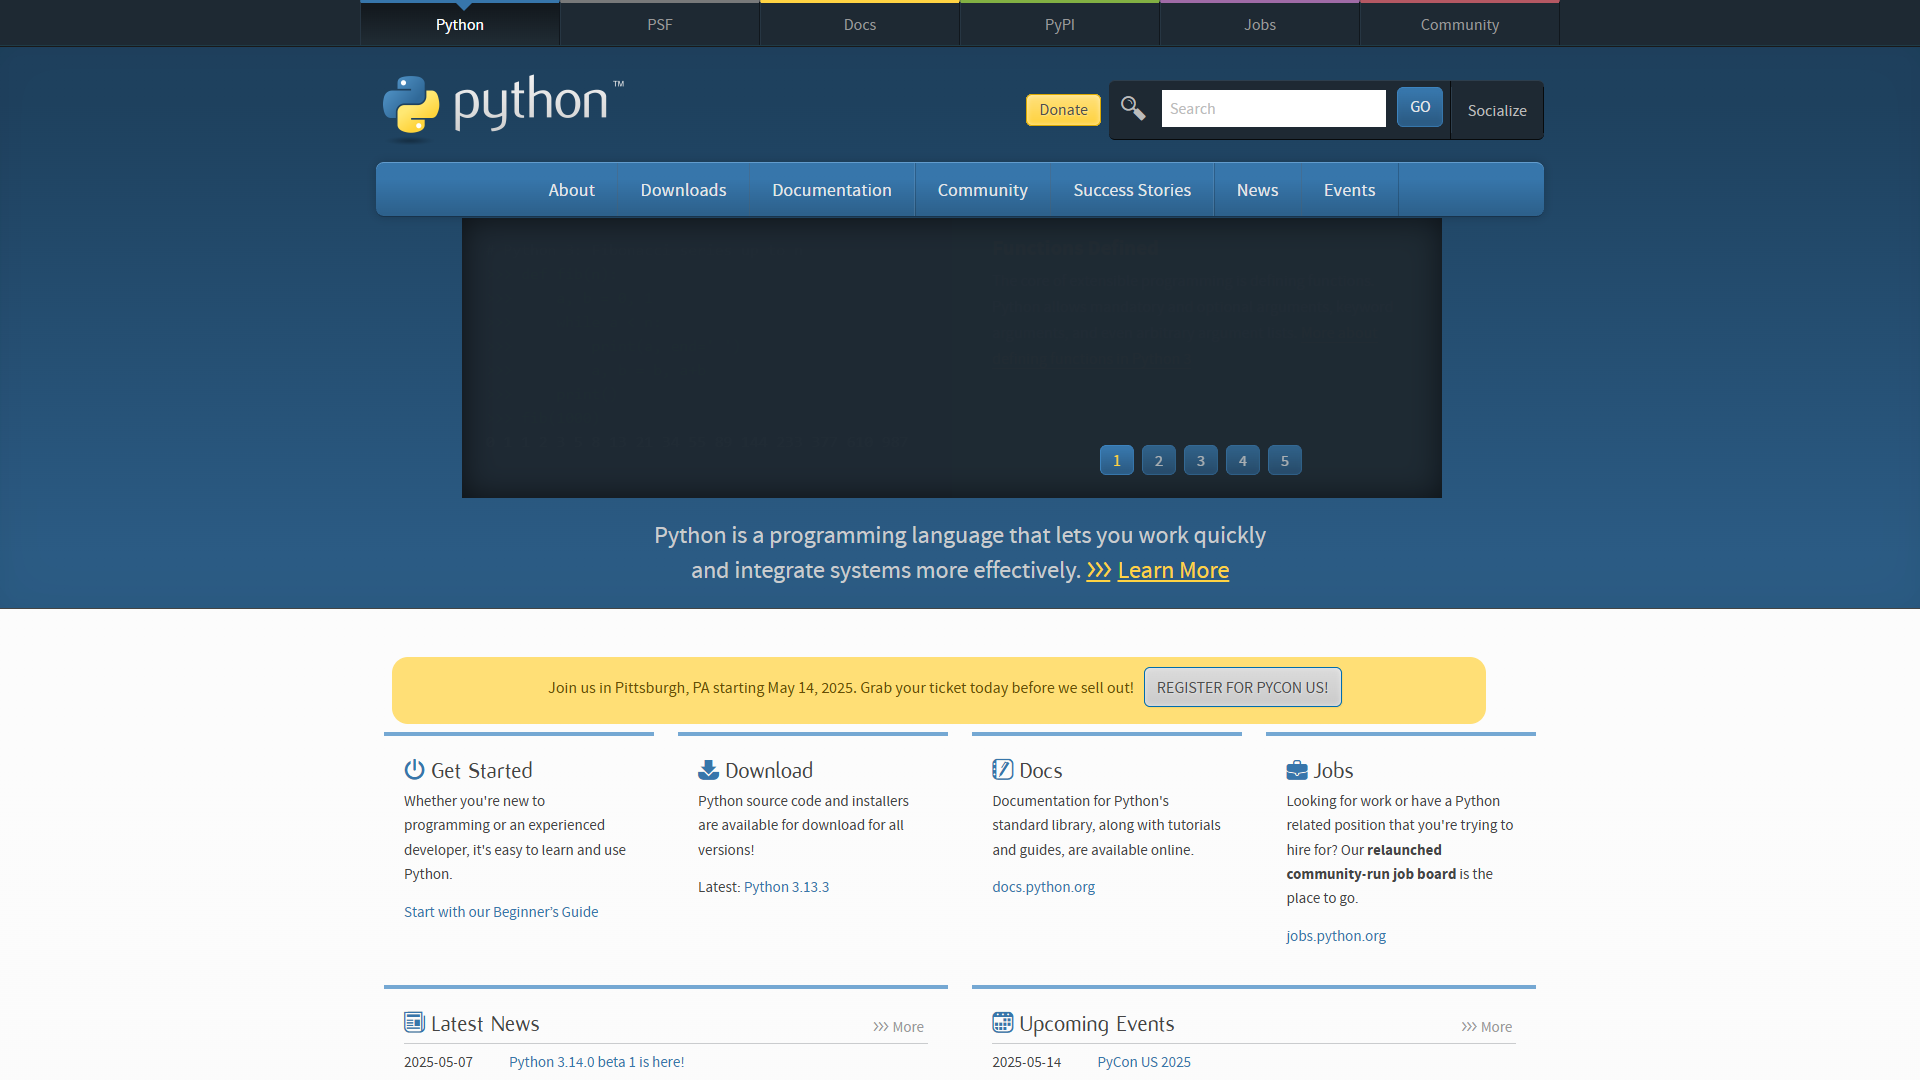 Python
PSF
Docs
PyPI
Jobs
Community
python™
Donate
Search
GO
Socialize
About
Downloads
Documentation
Community
Success Stories
News
Events
1
2
3
4
5
Python is a programming language that lets you work quickly
and integrate systems more effectively. >>> Learn More
Join us in Pittsburgh, PA starting May 14, 2025. Grab your ticket today before we sell out! REGISTER FOR PYCON US!
Get Started
Whether you're new to
programming or an experienced
developer, it's easy to learn and use
Python.
Start with our Beginner’s Guide
Download
Python source code and installers
are available for download for all
versions!
Latest: Python 3.13.3
Docs
Documentation for Python's
standard library, along with tutorials
and guides, are available online.
docs.python.org
Jobs
Looking for work or have a Python
related position that you're trying to
hire for? Our relaunched
community-run job board is the
place to go.
jobs.python.org
Latest News
>>> More
2025-05-07 Python 3.14.0 beta 1 is here!
Upcoming Events
>>> More
2025-05-14 PyCon US 2025